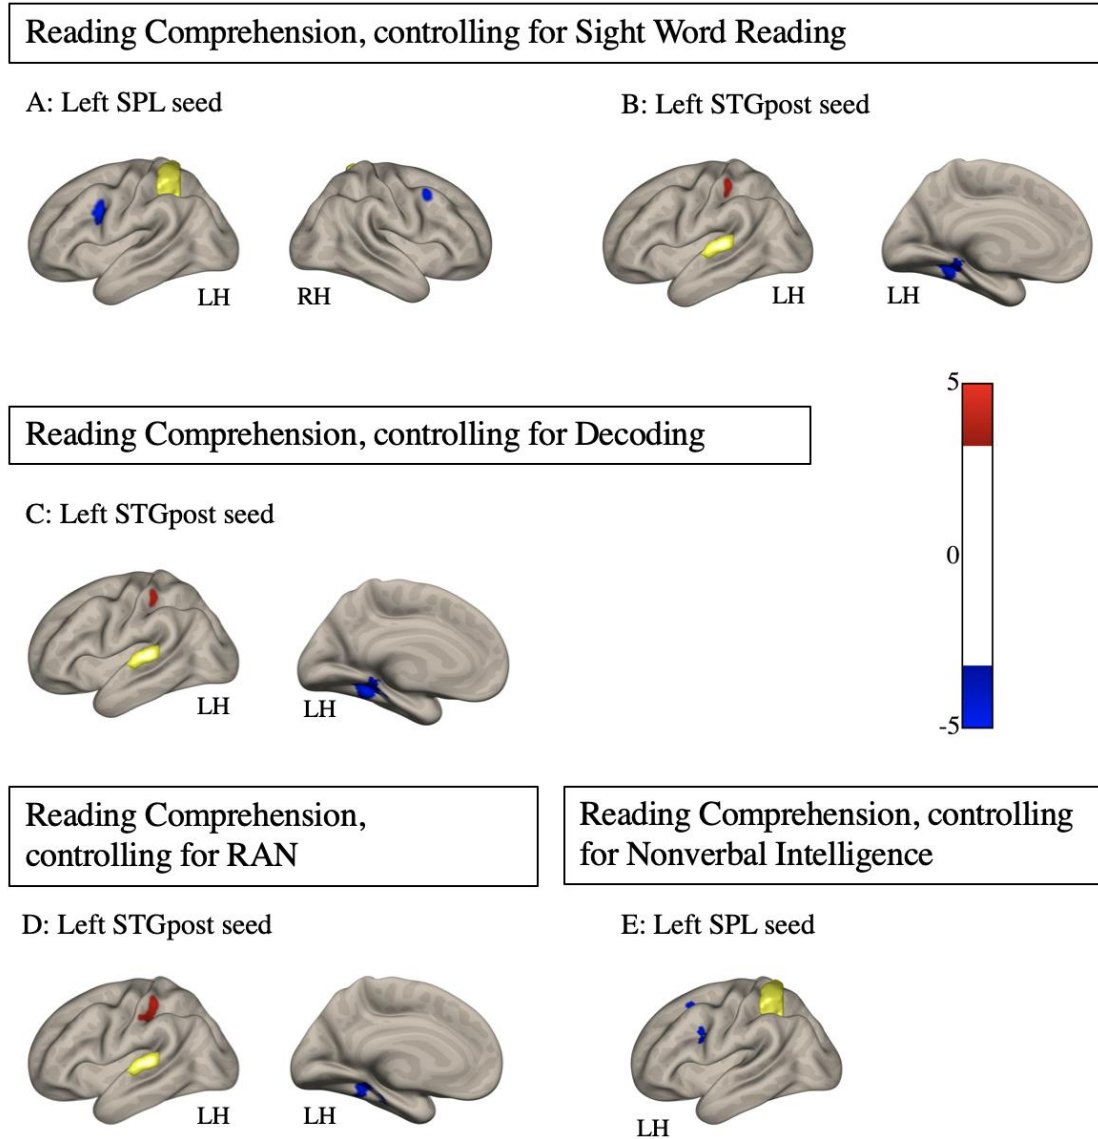 Reading Comprehension, controlling for Sight Word Reading
A: Left SPL seed
B: Left STGpost seed
LH
RH
LH
LH
5
0
-5
Reading Comprehension, controlling for Decoding
C: Left STGpost seed
LH
LH
Reading Comprehension,
controlling for RAN
Reading Comprehension, controlling
for Nonverbal Intelligence
D: Left STGpost seed
E: Left SPL seed
LH
LH
LH